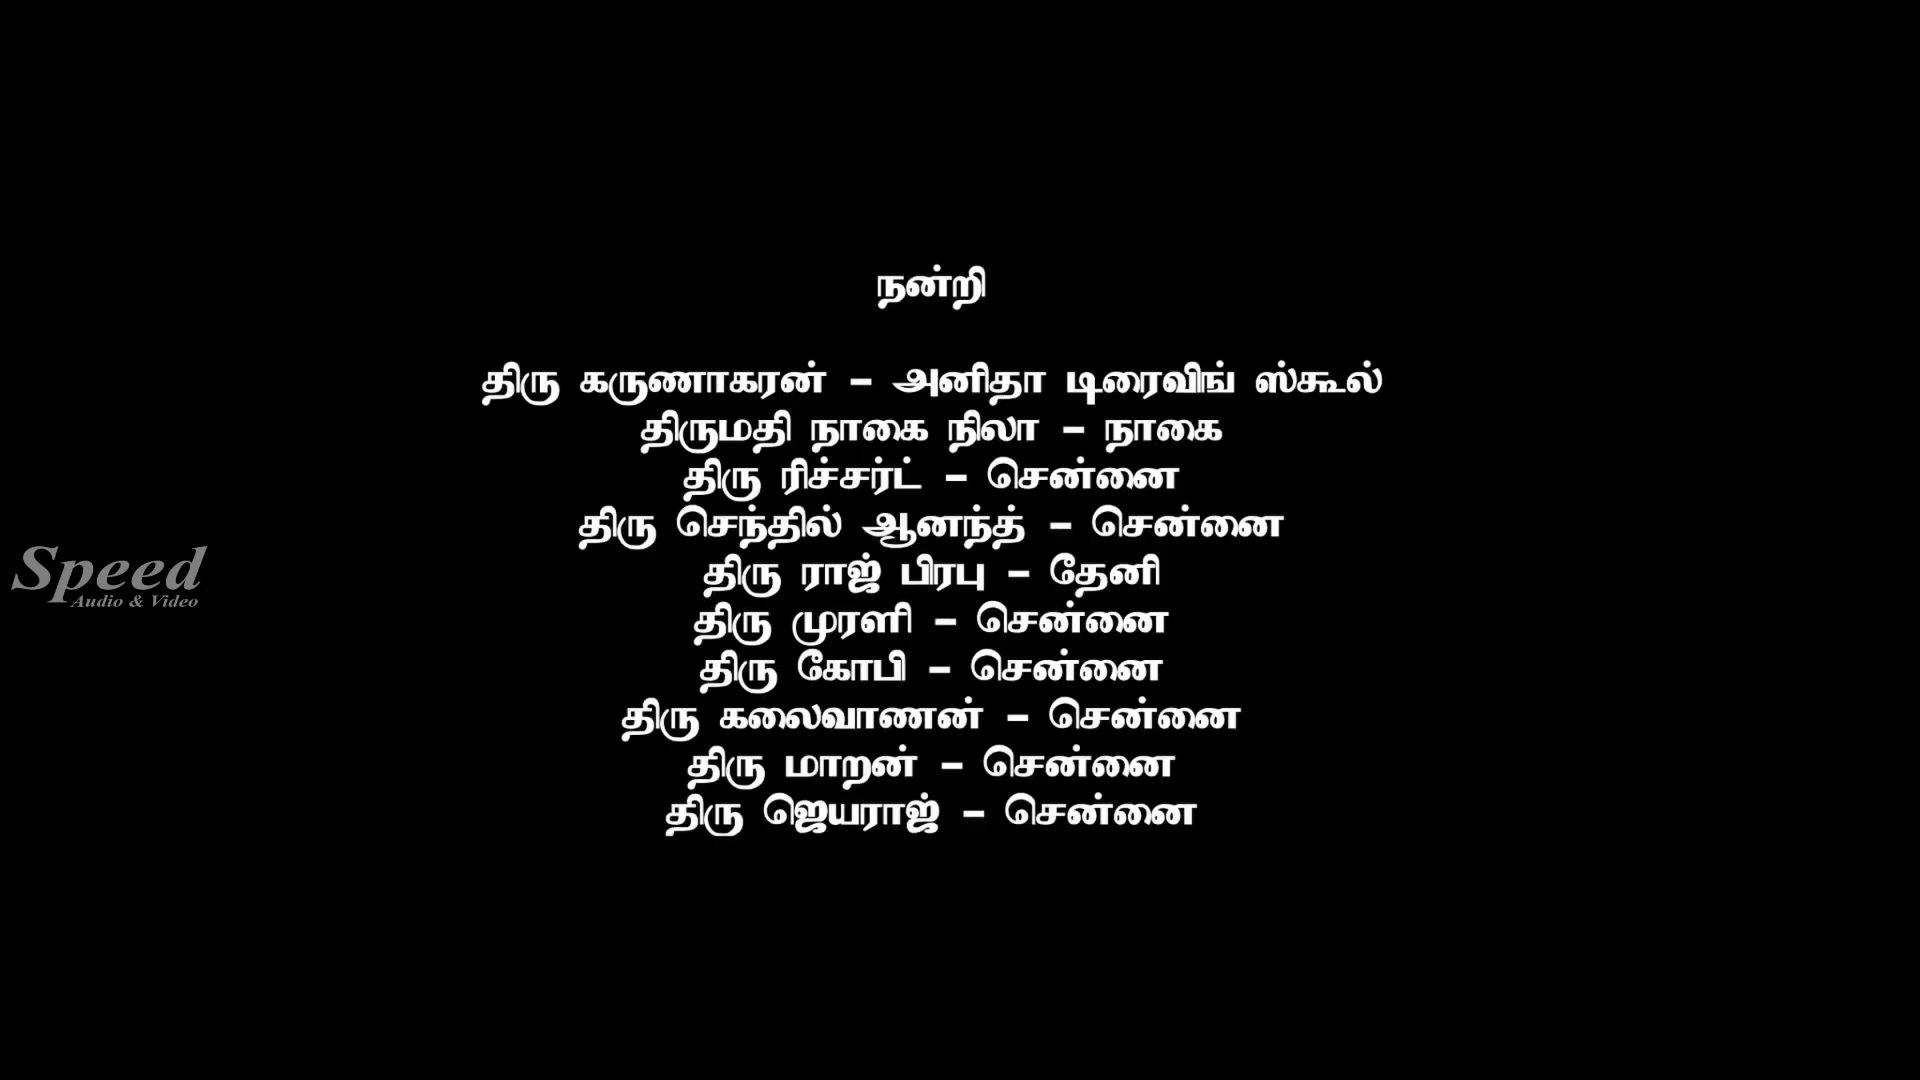 நன்றி
திரு கருணாகரன் – அனிதா டிரைவிங் ஸ்கூல்
திருமதி நாகை நிலா – நாகை
திரு ரிச்சர்ட் – சென்னை
திரு செந்தில் ஆனந்த் – சென்னை
திரு ராஜ் பிரபு – தேனி
திரு முரளி – சென்னை
திரு கோபி – சென்னை
திரு கலைவாணன் – சென்னை
திரு மாறன் – சென்னை
திரு ஜெயராஜ் – சென்னை
Speed
Audio & Video